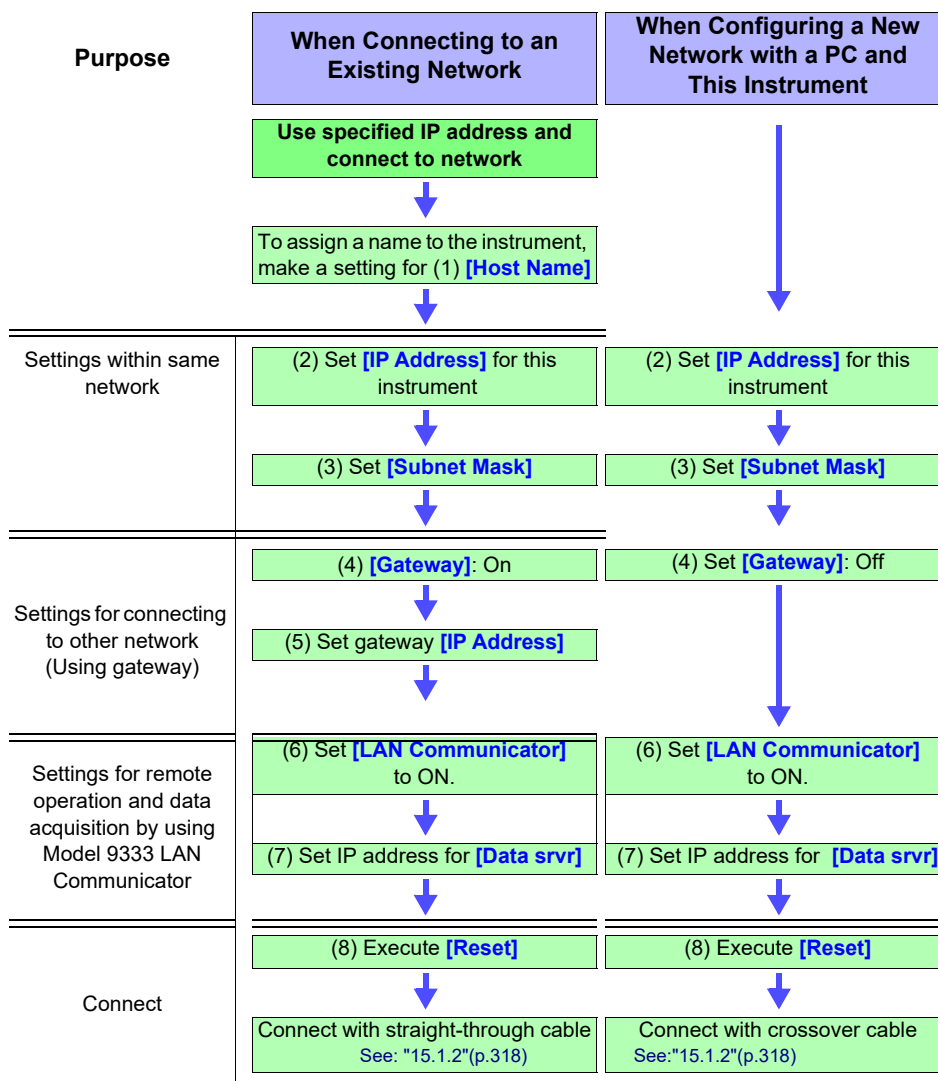 Purpose
When Connecting to an
Existing Network
When Configuring a New
Network with a PC and
This Instrument
Use specified IP address and
connect to network
To assign a name to the instrument,
make a setting for (1) [Host Name]
Settings within same
network
(2) Set [IP Address] for this
instrument
(2) Set [IP Address] for this
instrument
(3) Set [Subnet Mask]
(3) Set [Subnet Mask]
Settings for connecting
to other network
(Using gateway)
(4) [Gateway]: On
(4) Set [Gateway]: Off
(5) Set gateway [IP Address]
Settings for remote
operation and data
acquisition by using
Model 9333 LAN
Communicator
(6) Set [LAN Communicator]
to ON.
(6) Set [LAN Communicator]
to ON.
(7) Set IP address for [Data srvr]
(7) Set IP address for [Data srvr]
Connect
(8) Execute [Reset]
(8) Execute [Reset]
Connect with straight-through cable
See: "15.1.2"(p.318)
Connect with crossover cable
See:"15.1.2"(p.318)